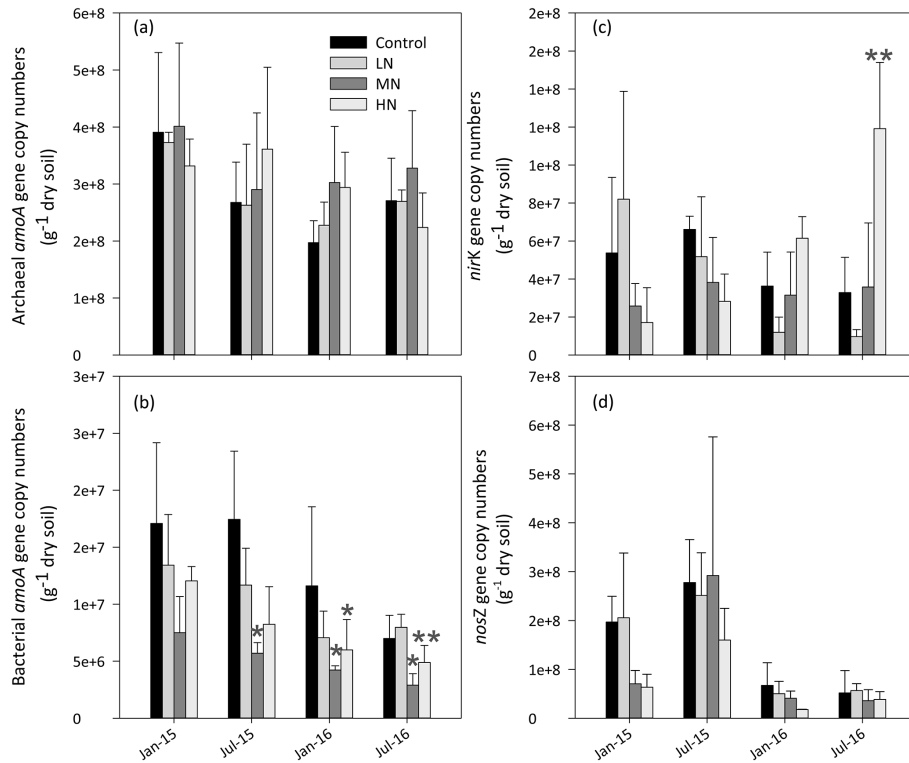 (a)
Archaeal amoA gene copy numbers
(g-1 dry soil)
6e+8
5e+8
4e+8
3e+8
2e+8
1e+8
0
Control
LN
MN
HN
(c)
nirK gene copy numbers
(g-1 dry soil)
2e+8
2e+8
1e+8
1e+8
1e+8
8e+7
6e+7
4e+7
2e+7
0
**
(b)
Bacterial amoA gene copy numbers
(g-1 dry soil)
3e+7
3e+7
2e+7
2e+7
1e+7
5e+6
0
*
*
*
*
**
Jan-15
Jul-15
Jan-16
Jul-16
(d)
nosZ gene copy numbers
(g-1 dry soil)
7e+8
6e+8
4e+8
3e+8
2e+8
1e+8
0
Jan-15
Jul-15
Jan-16
Jul-16